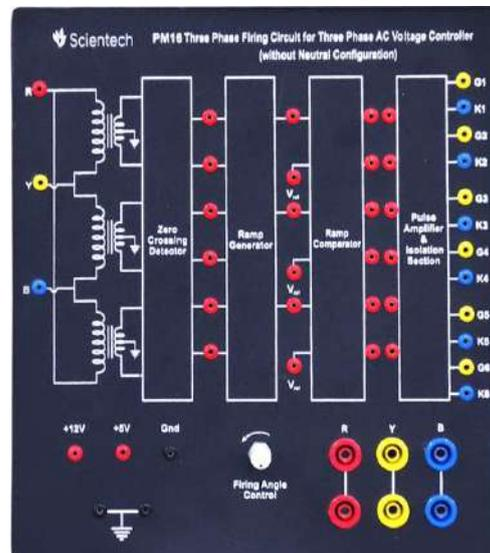 Scientech
PM16 Three Phase Firing Circuit for Three Phase AC Voltage Controller
(without Neutral Configuration)
R
Y
B
Zero
Crossing
Detector
Ramp
Generator
Vref
Vref
Vref
Ramp
Comparator
Pulse
Amplifier
&
Isolation
Section
G1
K1
G2
K2
G3
K3
G4
K4
G5
K5
G6
K6
+12V
+5V
Gnd
Firing Angle
Control
R
Y
B